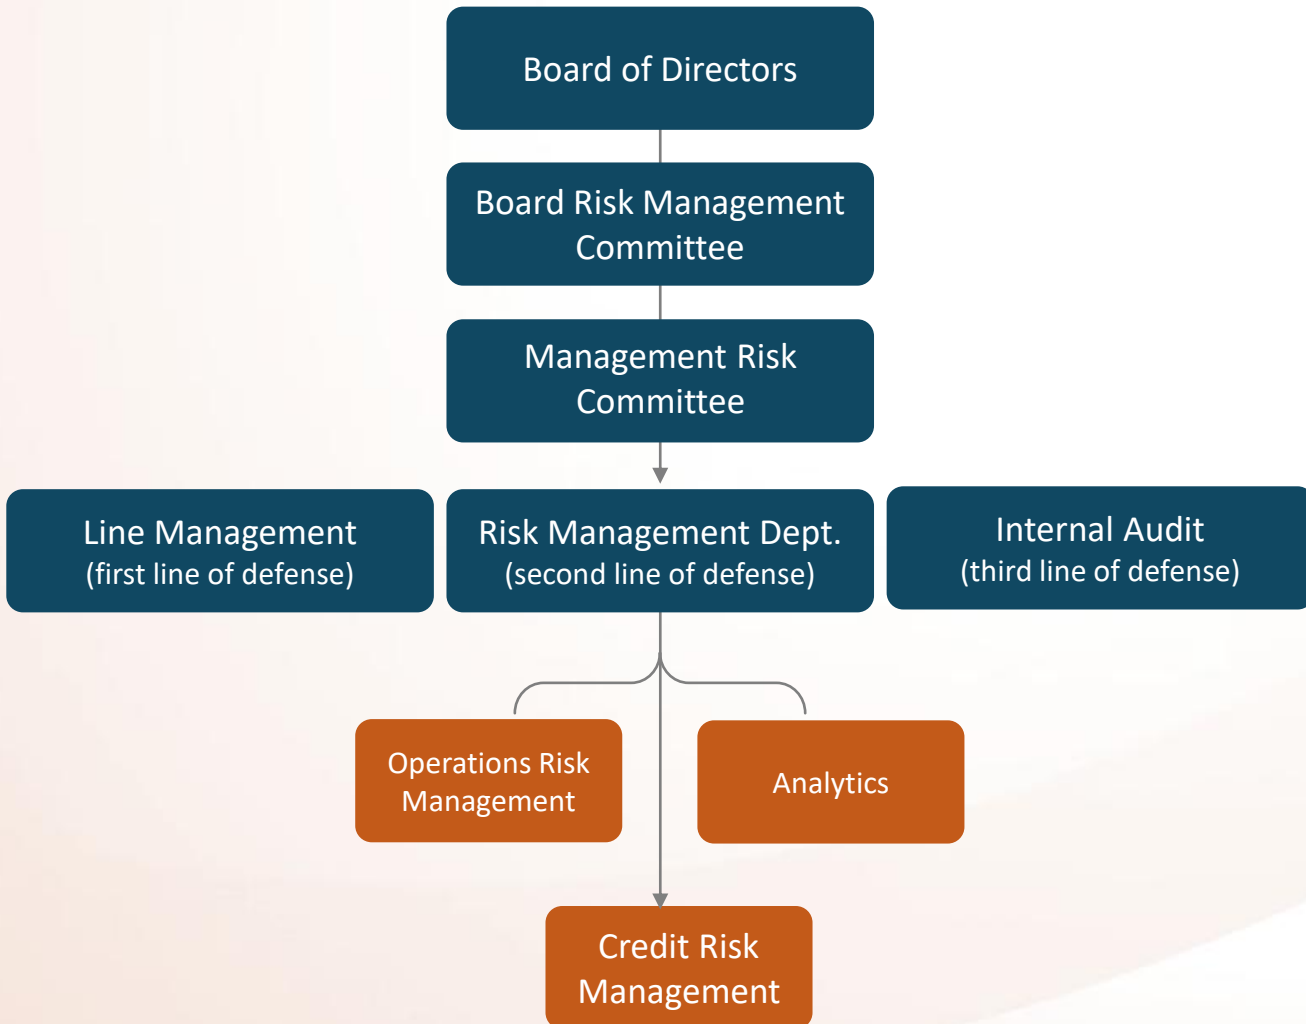 Board of Directors
Board Risk Management
Committee
Management Risk
Committee
Line Management
(first line of defense)
Risk Management Dept.
(second line of defense)
Internal Audit
(third line of defense)
Operations Risk
Management
Analytics
Credit Risk
Management